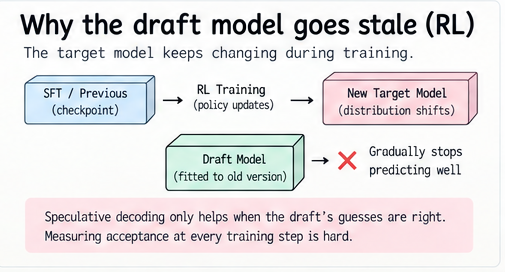 Why the draft model goes stale (RL)
The target model keeps changing during training.
SFT / Previous
(checkpoint)
RL Training
(policy updates)
New Target Model
(distribution shifts)
Draft Model
(fitted to old version)
Gradually stops
predicting well
Speculative decoding only helps when the draft's guesses are right.
Measuring acceptance at every training step is hard.